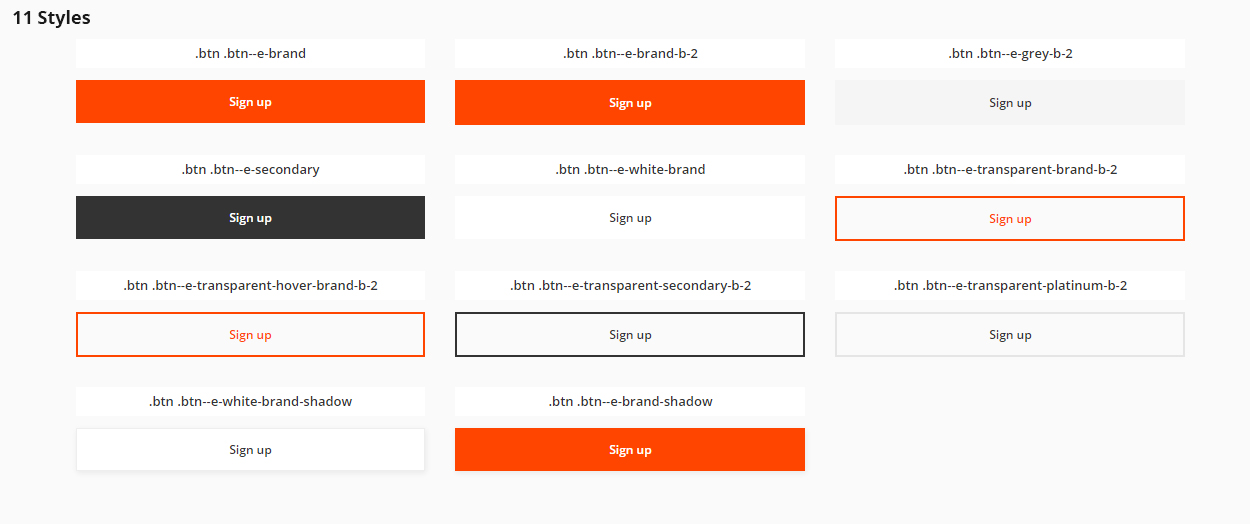 11 Styles
.btn .btn--e-brand
.btn .btn--e-brand-b-2
.btn .btn--e-grey-b-2
Sign up
Sign up
Sign up
.btn .btn--e-secondary
.btn .btn--e-white-brand
.btn .btn--e-transparent-brand-b-2
Sign up
Sign up
Sign up
.btn .btn--e-transparent-hover-brand-b-2
.btn .btn--e-transparent-secondary-b-2
.btn .btn--e-transparent-platinum-b-2
Sign up
Sign up
Sign up
.btn .btn--e-white-brand-shadow
.btn .btn--e-brand-shadow
Sign up
Sign up